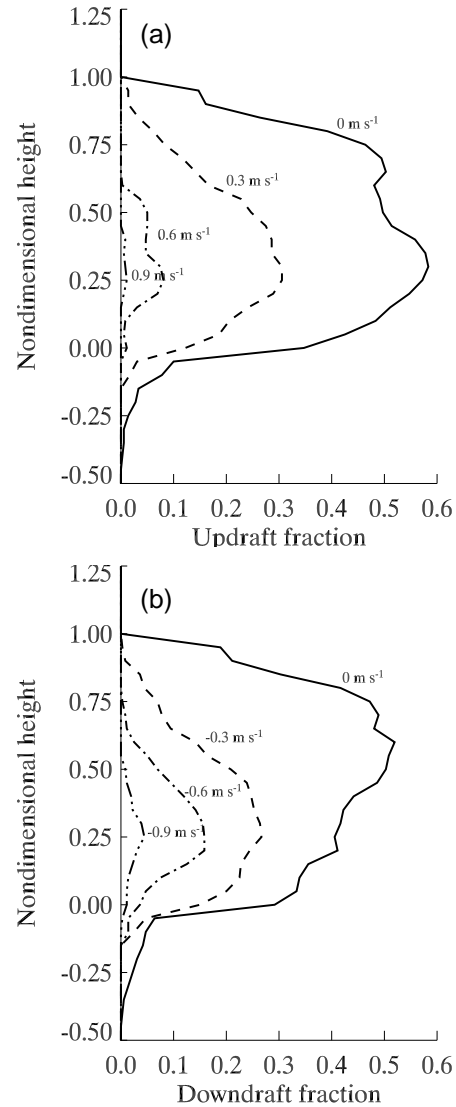 (a)
1.25
1.00
0.75
0.50
0.25
0.00
-0.25
-0.50
Nondimensional height
0 m s⁻¹
0.3 m s⁻¹
0.6 m s⁻¹
0.9 m s⁻¹
0.0 0.1 0.2 0.3 0.4 0.5 0.6
Updraft fraction
(b)
1.25
1.00
0.75
0.50
0.25
0.00
-0.25
-0.50
Nondimensional height
0 m s⁻¹
-0.3 m s⁻¹
-0.6 m s⁻¹
-0.9 m s⁻¹
0.0 0.1 0.2 0.3 0.4 0.5 0.6
Downdraft fraction